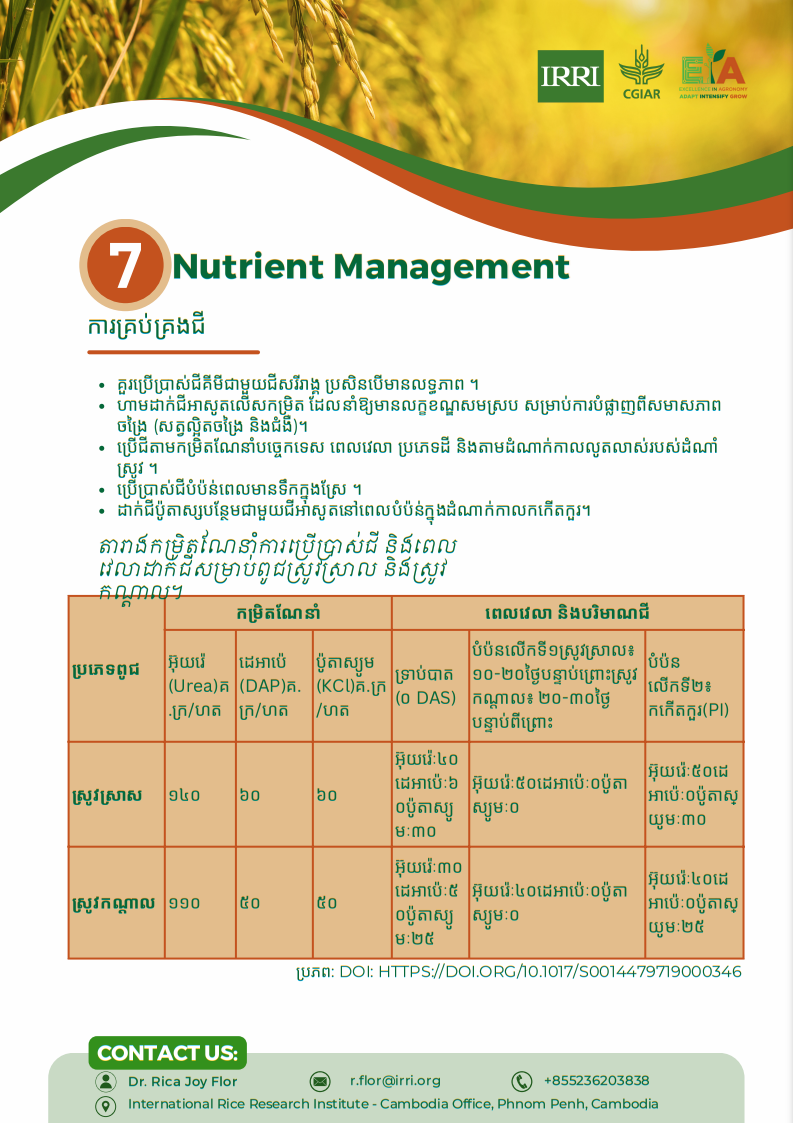 IRRI
CGIAR
EiA
EXCELLENCE IN AGRONOMY
ADAPT INTENSIFY GROW
7 Nutrient Management
ការគ្រប់គ្រងជី
• គួរប្រើប្រាស់ជីគីមីជាមួយជីសរីរាង្គ ប្រសិនបើមានលទ្ធភាព ។
• ហាមដាក់ជីអាសូតលើសកម្រិត ដែលនាំឱ្យមានលក្ខខណ្ឌសមស្រប សម្រាប់ការបំផ្លាញពីសមាសភាព
ចង្រៃ (សត្វល្អិតចង្រៃ និងជំងឺ)។
• ប្រើជីតាមកម្រិតណែនាំបច្ចេកទេស ពេលវេលា ប្រភេទដី និងតាមដំណាក់កាលលូតលាស់របស់ដំណាំ
ស្រូវ ។
• ប្រើប្រាស់ជីបំប៉ន់ពេលមានទឹកក្នុងស្រែ ។
• ដាក់ជីប៉ូតាស្សបន្ថែមជាមួយជីអាសូតនៅពេលបំប៉ន់ក្នុងដំណាក់កាលកកើតកួរ។
តារាងកម្រិតណែនាំការប្រើប្រាស់ជី និងពេល
វេលាដាក់ជីសម្រាប់ពូជស្រូវស្រាល និងស្រូវ
កណ្តាល។
កម្រិតណែនាំ
ពេលវេលា និងបរិមាណជី
ប្រភេទពូជ
អ៊ុយរ៉េ
(Urea)គ
.ក្រ/ហត
ដេអាប៉េ
(DAP)គ.
ក្រ/ហត
ប៉ូតាស្យូម
(KCl)គ.ក្រ
/ហត
ទ្រាប់បាត
(០ DAS)
បំប៉នលើកទី១ស្រូវស្រាល៖
១០-២០ថ្ងៃបន្ទាប់ព្រោះស្រូវ
កណ្តាល៖ ២០-៣០ថ្ងៃ
បន្ទាប់ពីព្រោះ
បំប៉ន
លើកទី២៖
កកើតកួរ(PI)
ស្រូវស្រាស
១៤០
៦០
៦០
អ៊ុយរ៉េៈ៤០
ដេអាប៉េៈ៦
០ប៉ូតាស្យូ
មៈ៣០
អ៊ុយរ៉េៈ៥០ដេអាប៉េៈ០ប៉ូតា
ស្យូមៈ០
អ៊ុយរ៉េៈ៥០ដេ
អាប៉េៈ០ប៉ូតាស្
យូមៈ៣០
ស្រូវកណ្តាល
១១០
៥០
៥០
អ៊ុយរ៉េៈ៣០
ដេអាប៉េៈ៥
០ប៉ូតាស្យូ
មៈ២៥
អ៊ុយរ៉េៈ៤០ដេអាប៉េៈ០ប៉ូតា
ស្យូមៈ០
អ៊ុយរ៉េៈ៤០ដេ
អាប៉េៈ០ប៉ូតាស្
យូមៈ២៥
ប្រភព: DOI: HTTPS://DOI.ORG/10.1017/S0014479719000346
CONTACT US:
Dr. Rica Joy Flor
r.flor@irri.org
+855236203838
International Rice Research Institute - Cambodia Office, Phnom Penh, Cambodia